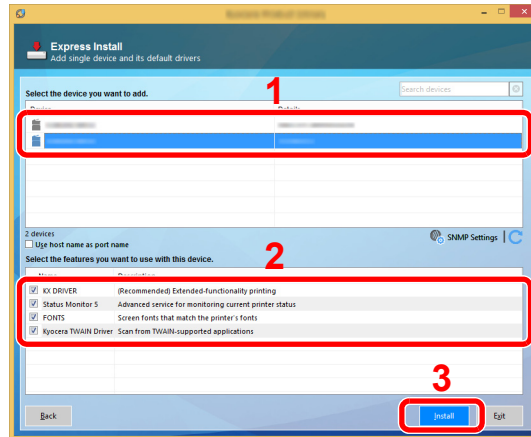 Express Install
Add single device and its default drivers
1
Select the device you want to add.
Search devices
2 devices
SNMP Settings
Use host name as port name
2
Select the features you want to use with this device.
KX DRIVER (Recommended) Extended-functionality printing
Status Monitor 5 Advanced service for monitoring current printer status
FONTS Screen fonts that match the printer's fonts
Kyocera TWAIN Driver Scan from TWAIN-supported applications
3
Back
Install
Exit